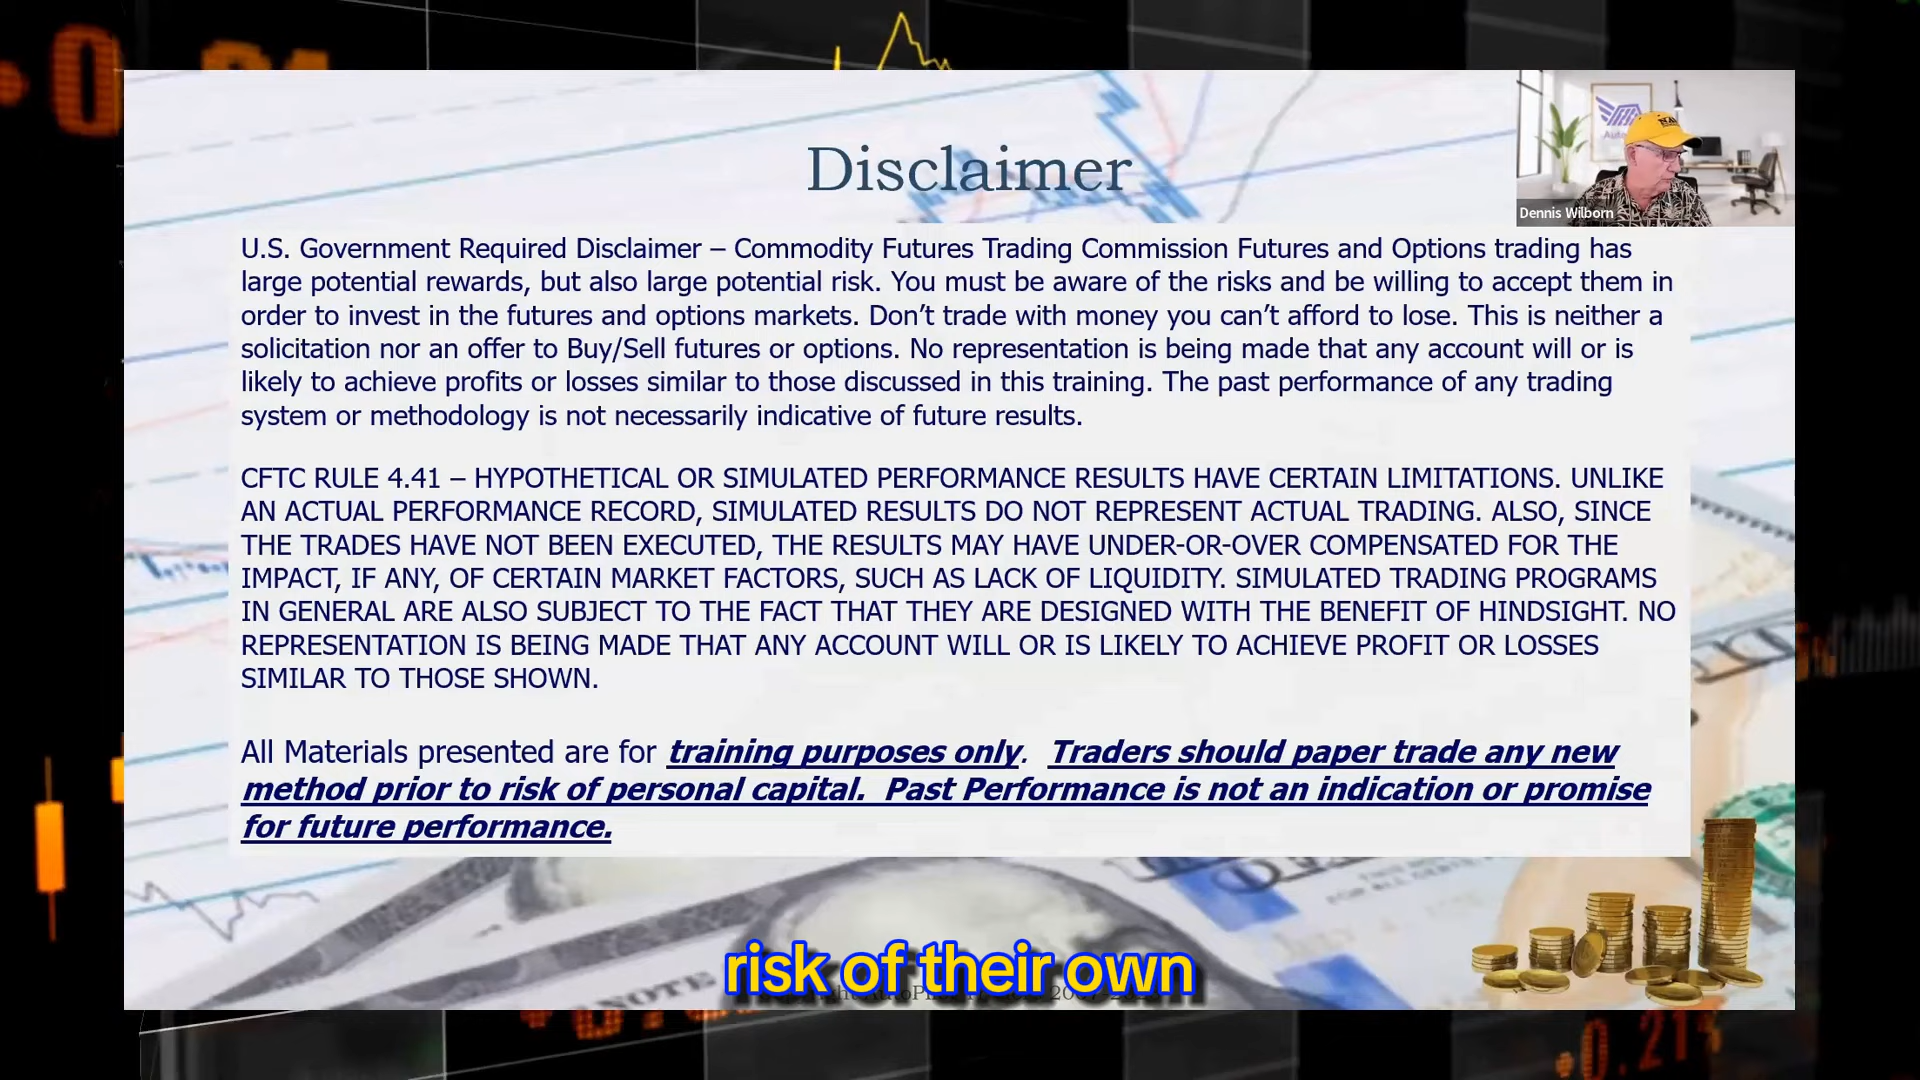 Disclaimer
Dennis Wilborn
U.S. Government Required Disclaimer – Commodity Futures Trading Commission Futures and Options trading has
large potential rewards, but also large potential risk. You must be aware of the risks and be willing to accept them in
order to invest in the futures and options markets. Don’t trade with money you can’t afford to lose. This is neither a
solicitation nor an offer to Buy/Sell futures or options. No representation is being made that any account will or is
likely to achieve profits or losses similar to those discussed in this training. The past performance of any trading
system or methodology is not necessarily indicative of future results.
CFTC RULE 4.41 – HYPOTHETICAL OR SIMULATED PERFORMANCE RESULTS HAVE CERTAIN LIMITATIONS. UNLIKE
AN ACTUAL PERFORMANCE RECORD, SIMULATED RESULTS DO NOT REPRESENT ACTUAL TRADING. ALSO, SINCE
THE TRADES HAVE NOT BEEN EXECUTED, THE RESULTS MAY HAVE UNDER-OR-OVER COMPENSATED FOR THE
IMPACT, IF ANY, OF CERTAIN MARKET FACTORS, SUCH AS LACK OF LIQUIDITY. SIMULATED TRADING PROGRAMS
IN GENERAL ARE ALSO SUBJECT TO THE FACT THAT THEY ARE DESIGNED WITH THE BENEFIT OF HINDSIGHT. NO
REPRESENTATION IS BEING MADE THAT ANY ACCOUNT WILL OR IS LIKELY TO ACHIEVE PROFIT OR LOSSES
SIMILAR TO THOSE SHOWN.
All Materials presented are for training purposes only. Traders should paper trade any new
method prior to risk of personal capital. Past Performance is not an indication or promise
for future performance.
risk of their own
NOTE
0.21%